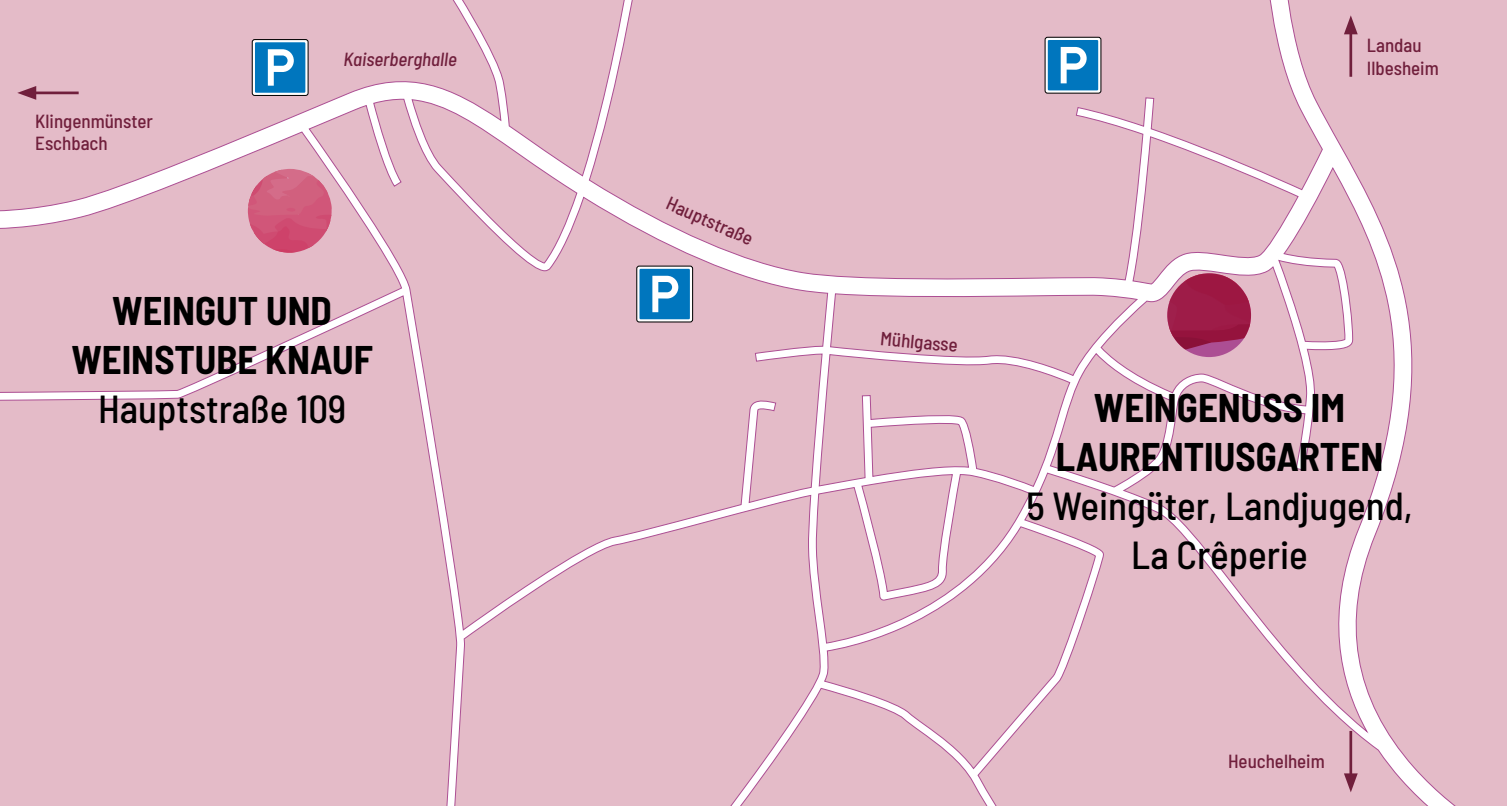 P
Kaiserberghalle
P
Landau
Ilbesheim
Klingenmünster
Eschbach
Hauptstraße
P
WEINGUT UND
WEINSTUBE KNAUF
Hauptstraße 109
Mühlgasse
WEINGENUSS IM
LAURENTIUSGARTEN
5 Weingüter, Landjugend,
La Crêperie
Heuchelheim